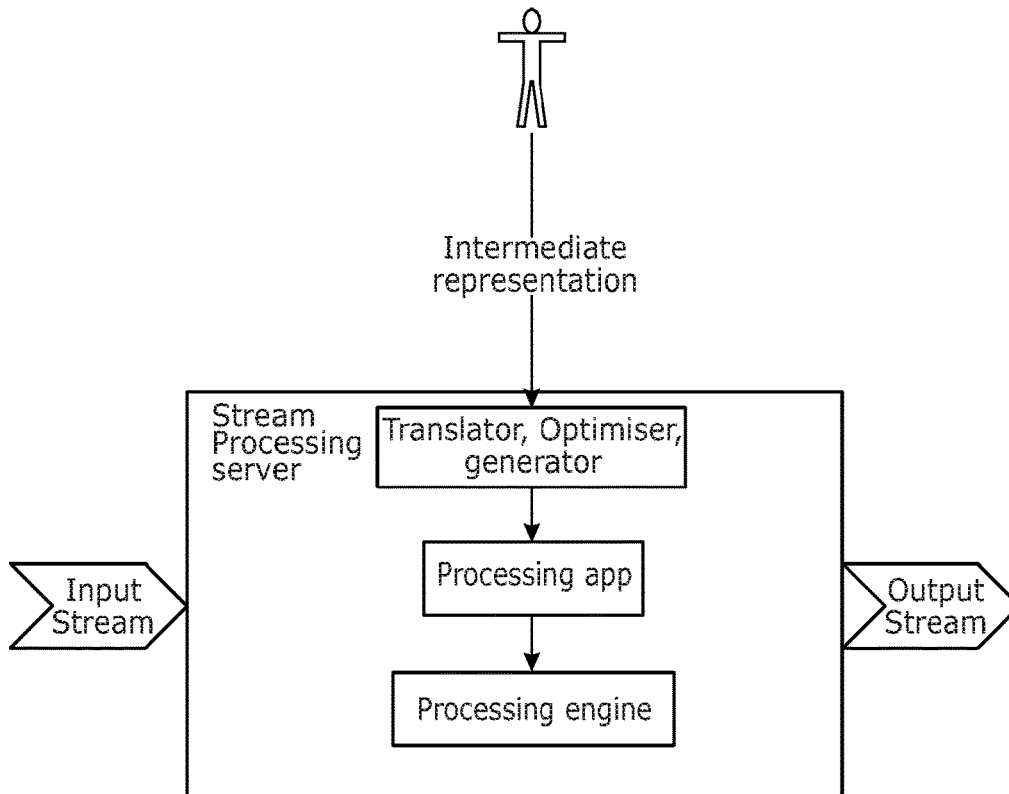 Intermediate
representation
Stream
Processing
server
Translator, Optimiser,
generator
Processing app
Input
Stream
Output
Stream
Processing engine